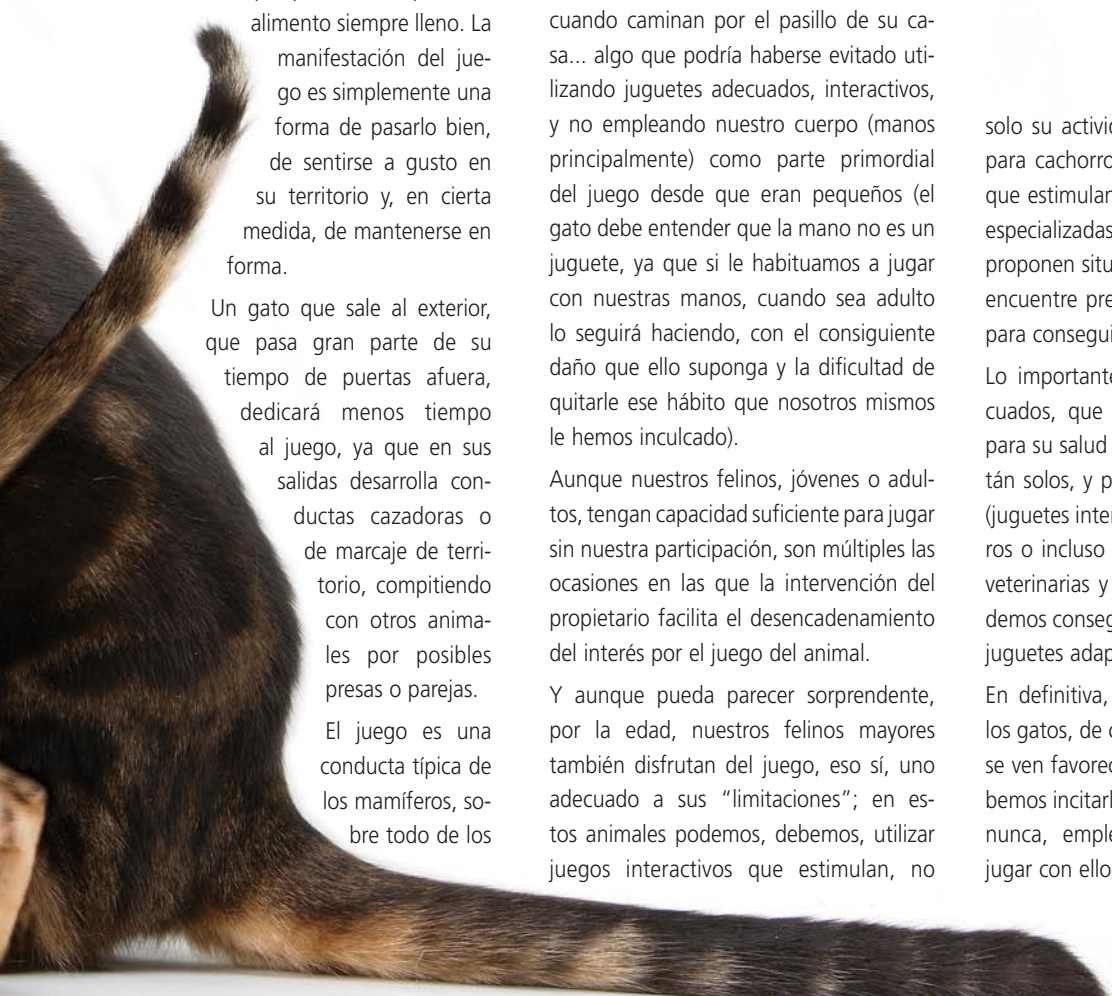 alimento siempre lleno. La
manifestación del jue-
go es simplemente una
forma de pasarlo bien,
de sentirse a gusto en
su territorio y, en cierta
medida, de mantenerse en
forma.
Un gato que sale al exterior,
que pasa gran parte de su
tiempo de puertas afuera,
dedicará menos tiempo
al juego, ya que en sus
salidas desarrolla con-
ductas cazadoras o
de marcaje de terri-
torio, compitiendo
con otros anima-
les por posibles
presas o parejas.
El juego es una
conducta típica de
los mamíferos, so-
bre todo de los
cuando caminan por el pasillo de su ca-
sa... algo que podría haberse evitado uti-
lizando juguetes adecuados, interactivos,
y no empleando nuestro cuerpo (manos
principalmente) como parte primordial
del juego desde que eran pequeños (el
gato debe entender que la mano no es un
juguete, ya que si le habituamos a jugar
con nuestras manos, cuando sea adulto
lo seguirá haciendo, con el consiguiente
daño que ello suponga y la dificultad de
quitarle ese hábito que nosotros mismos
le hemos inculcado).
Aunque nuestros felinos, jóvenes o adul-
tos, tengan capacidad suficiente para jugar
sin nuestra participación, son múltiples las
ocasiones en las que la intervención del
propietario facilita el desencadenamiento
del interés por el juego del animal.
Y aunque pueda parecer sorprendente,
por la edad, nuestros felinos mayores
también disfrutan del juego, eso sí, uno
adecuado a sus “limitaciones”; en es-
tos animales podemos, debemos, utilizar
juegos interactivos que estimulan, no
solo su activid
para cachorro
que estimular
especializadas
proponen situ
encuentre pre
para consegui
Lo importante
cuados, que
para su salud
tán solos, y p
(juguetes inter
ros o incluso
veterinarias y
demos conseg
juguetes adap
En definitiva,
los gatos, de
se ven favorec
bemos incitarl
nunca, emple
jugar con ello